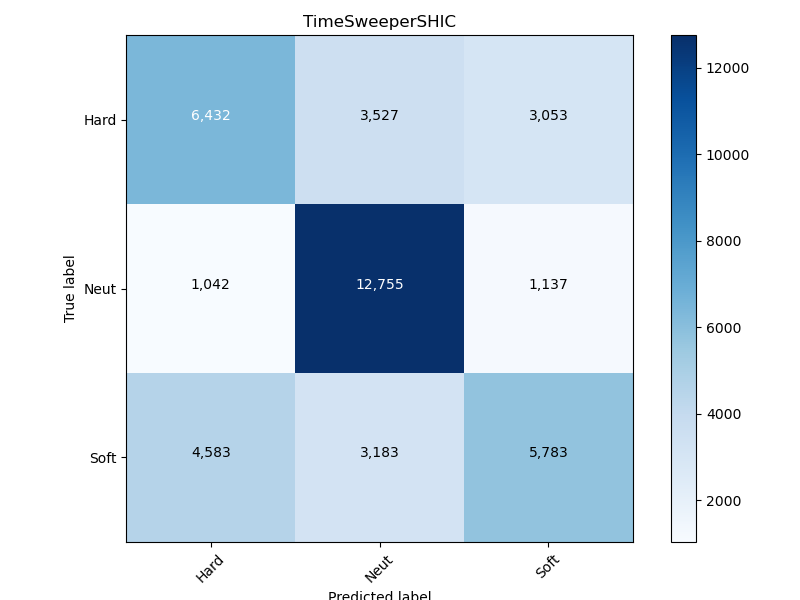 TimeSweeperSHIC
True label
Hard 6,432 3,527 3,053
Neut 1,042 12,755 1,137
Soft 4,583 3,183 5,783
Hard Neut Soft
Predicted label
12000
10000
8000
6000
4000
2000